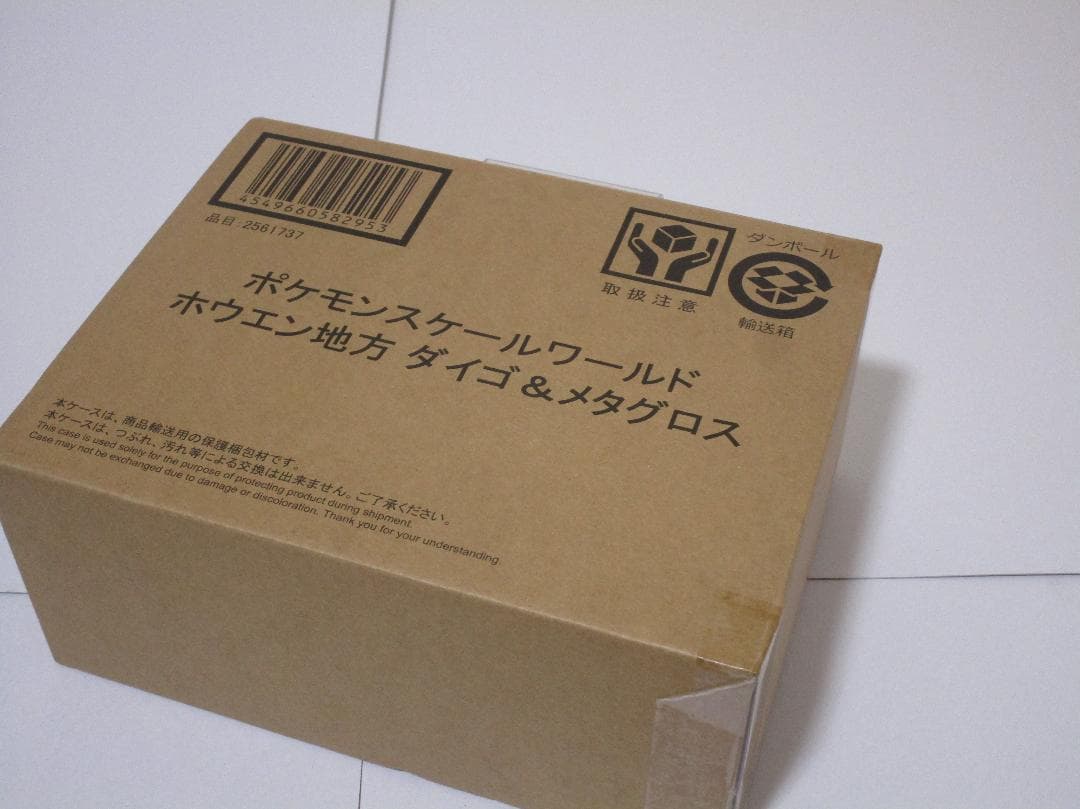 4549660582953
品目:2561737
取扱注意
ダンボール
輸送箱
ポケモンスケールワールド
ホウエン地方 ダイゴ&メタグロス
本ケースは、商品輸送用の保護梱包材です。
本ケースは、つぶれ、汚れ等による交換は出来ません。ご了承ください。
This case is used solely for the purpose of protecting product during shipment.
Case may not be exchanged due to damage or discoloration. Thank you for your understanding.